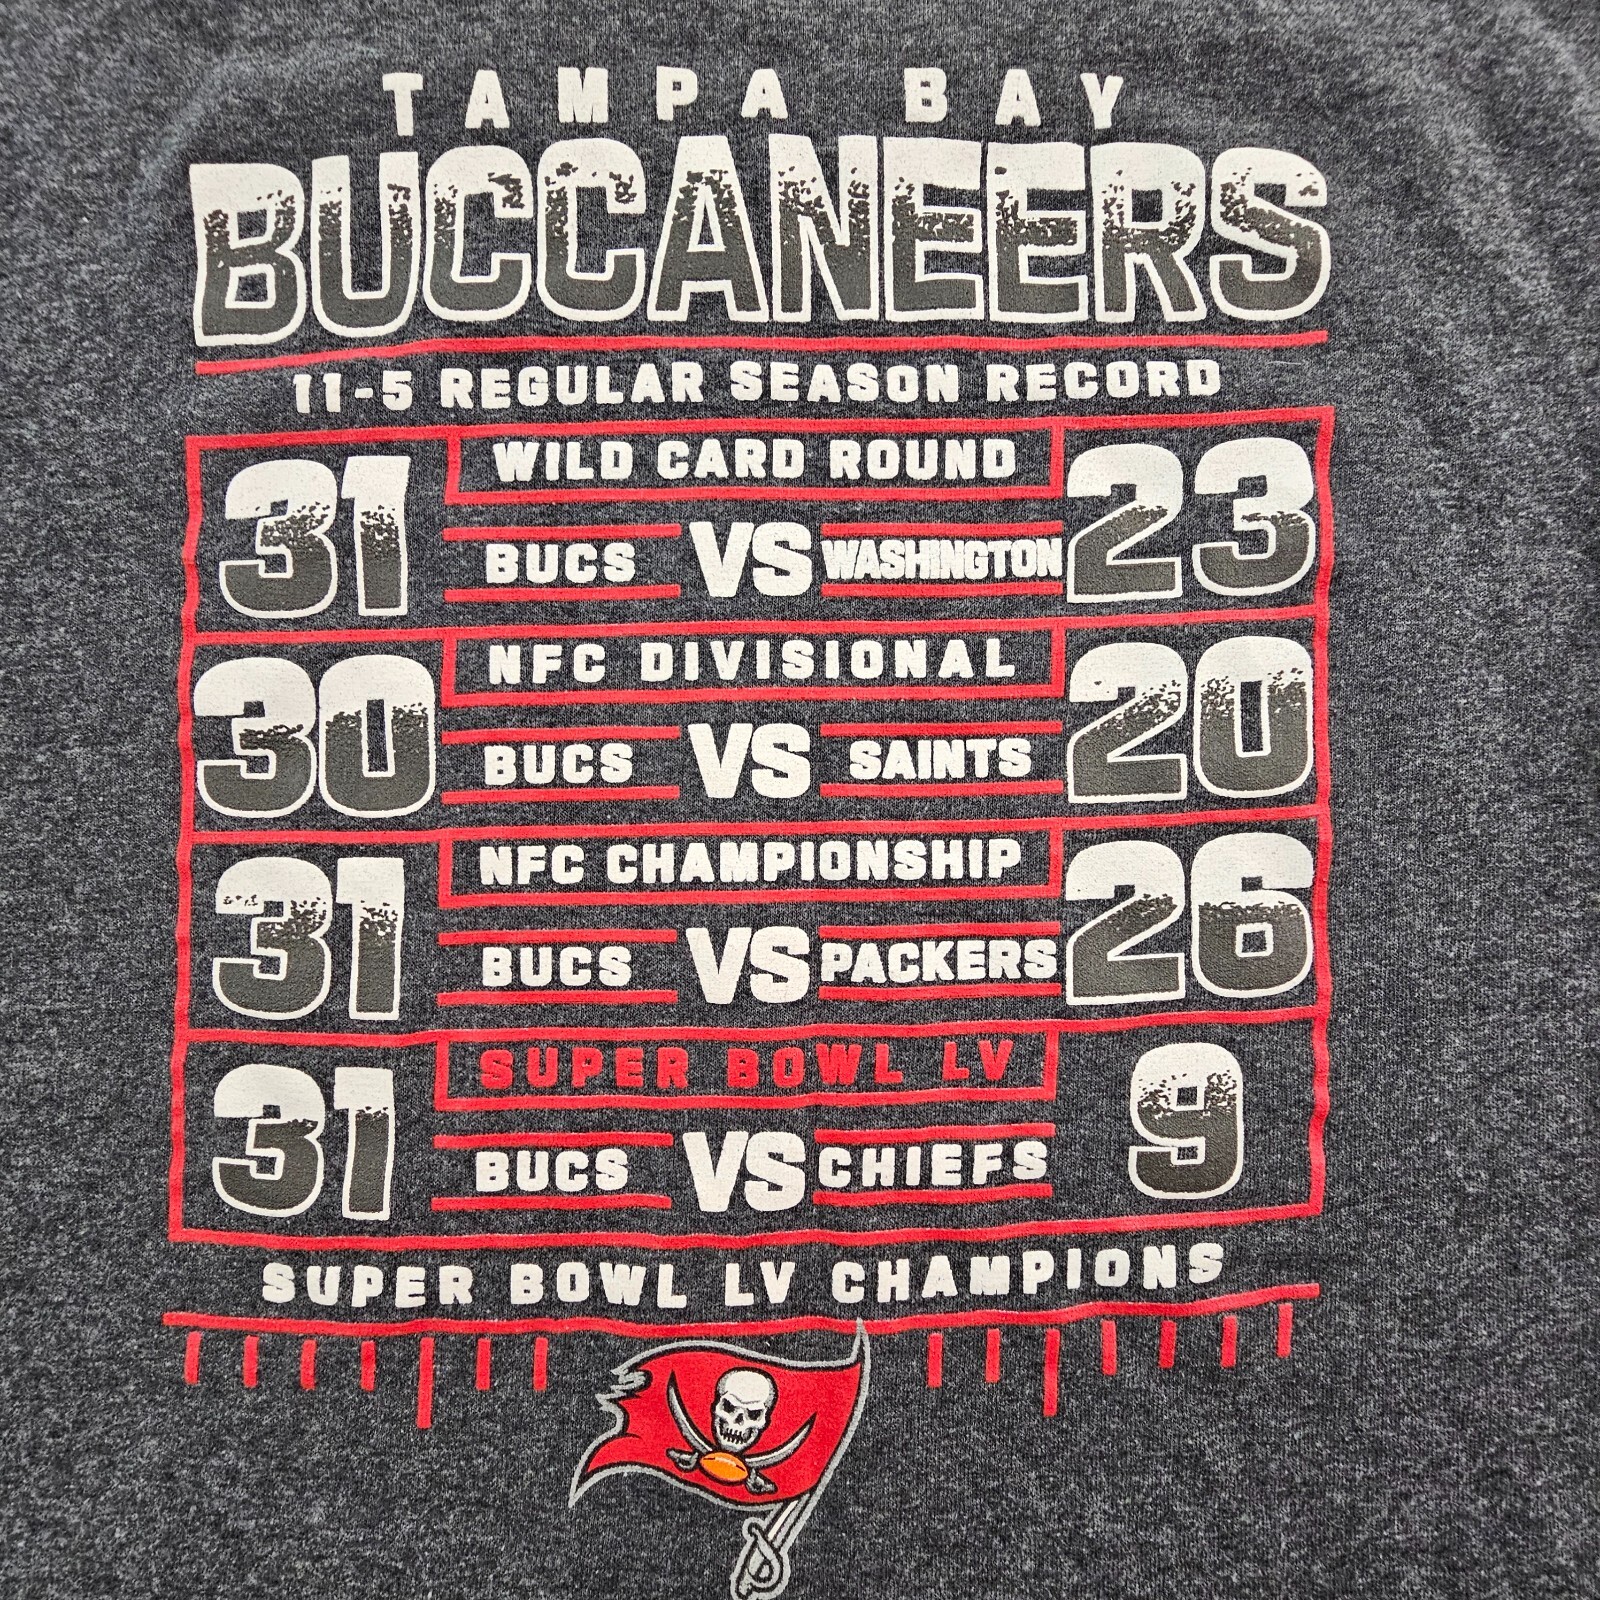 TAMPA BAY
BUCCANEERS
11-5 REGULAR SEASON RECORD
WILD CARD ROUND
31 BUCS VS WASHINGTON 23
NFC DIVISIONAL
30 BUCS VS SAINTS 20
NFC CHAMPIONSHIP
31 BUCS VS PACKERS 26
SUPER BOWL LV
31 BUCS VS CHIEFS 9
SUPER BOWL LV CHAMPIONS